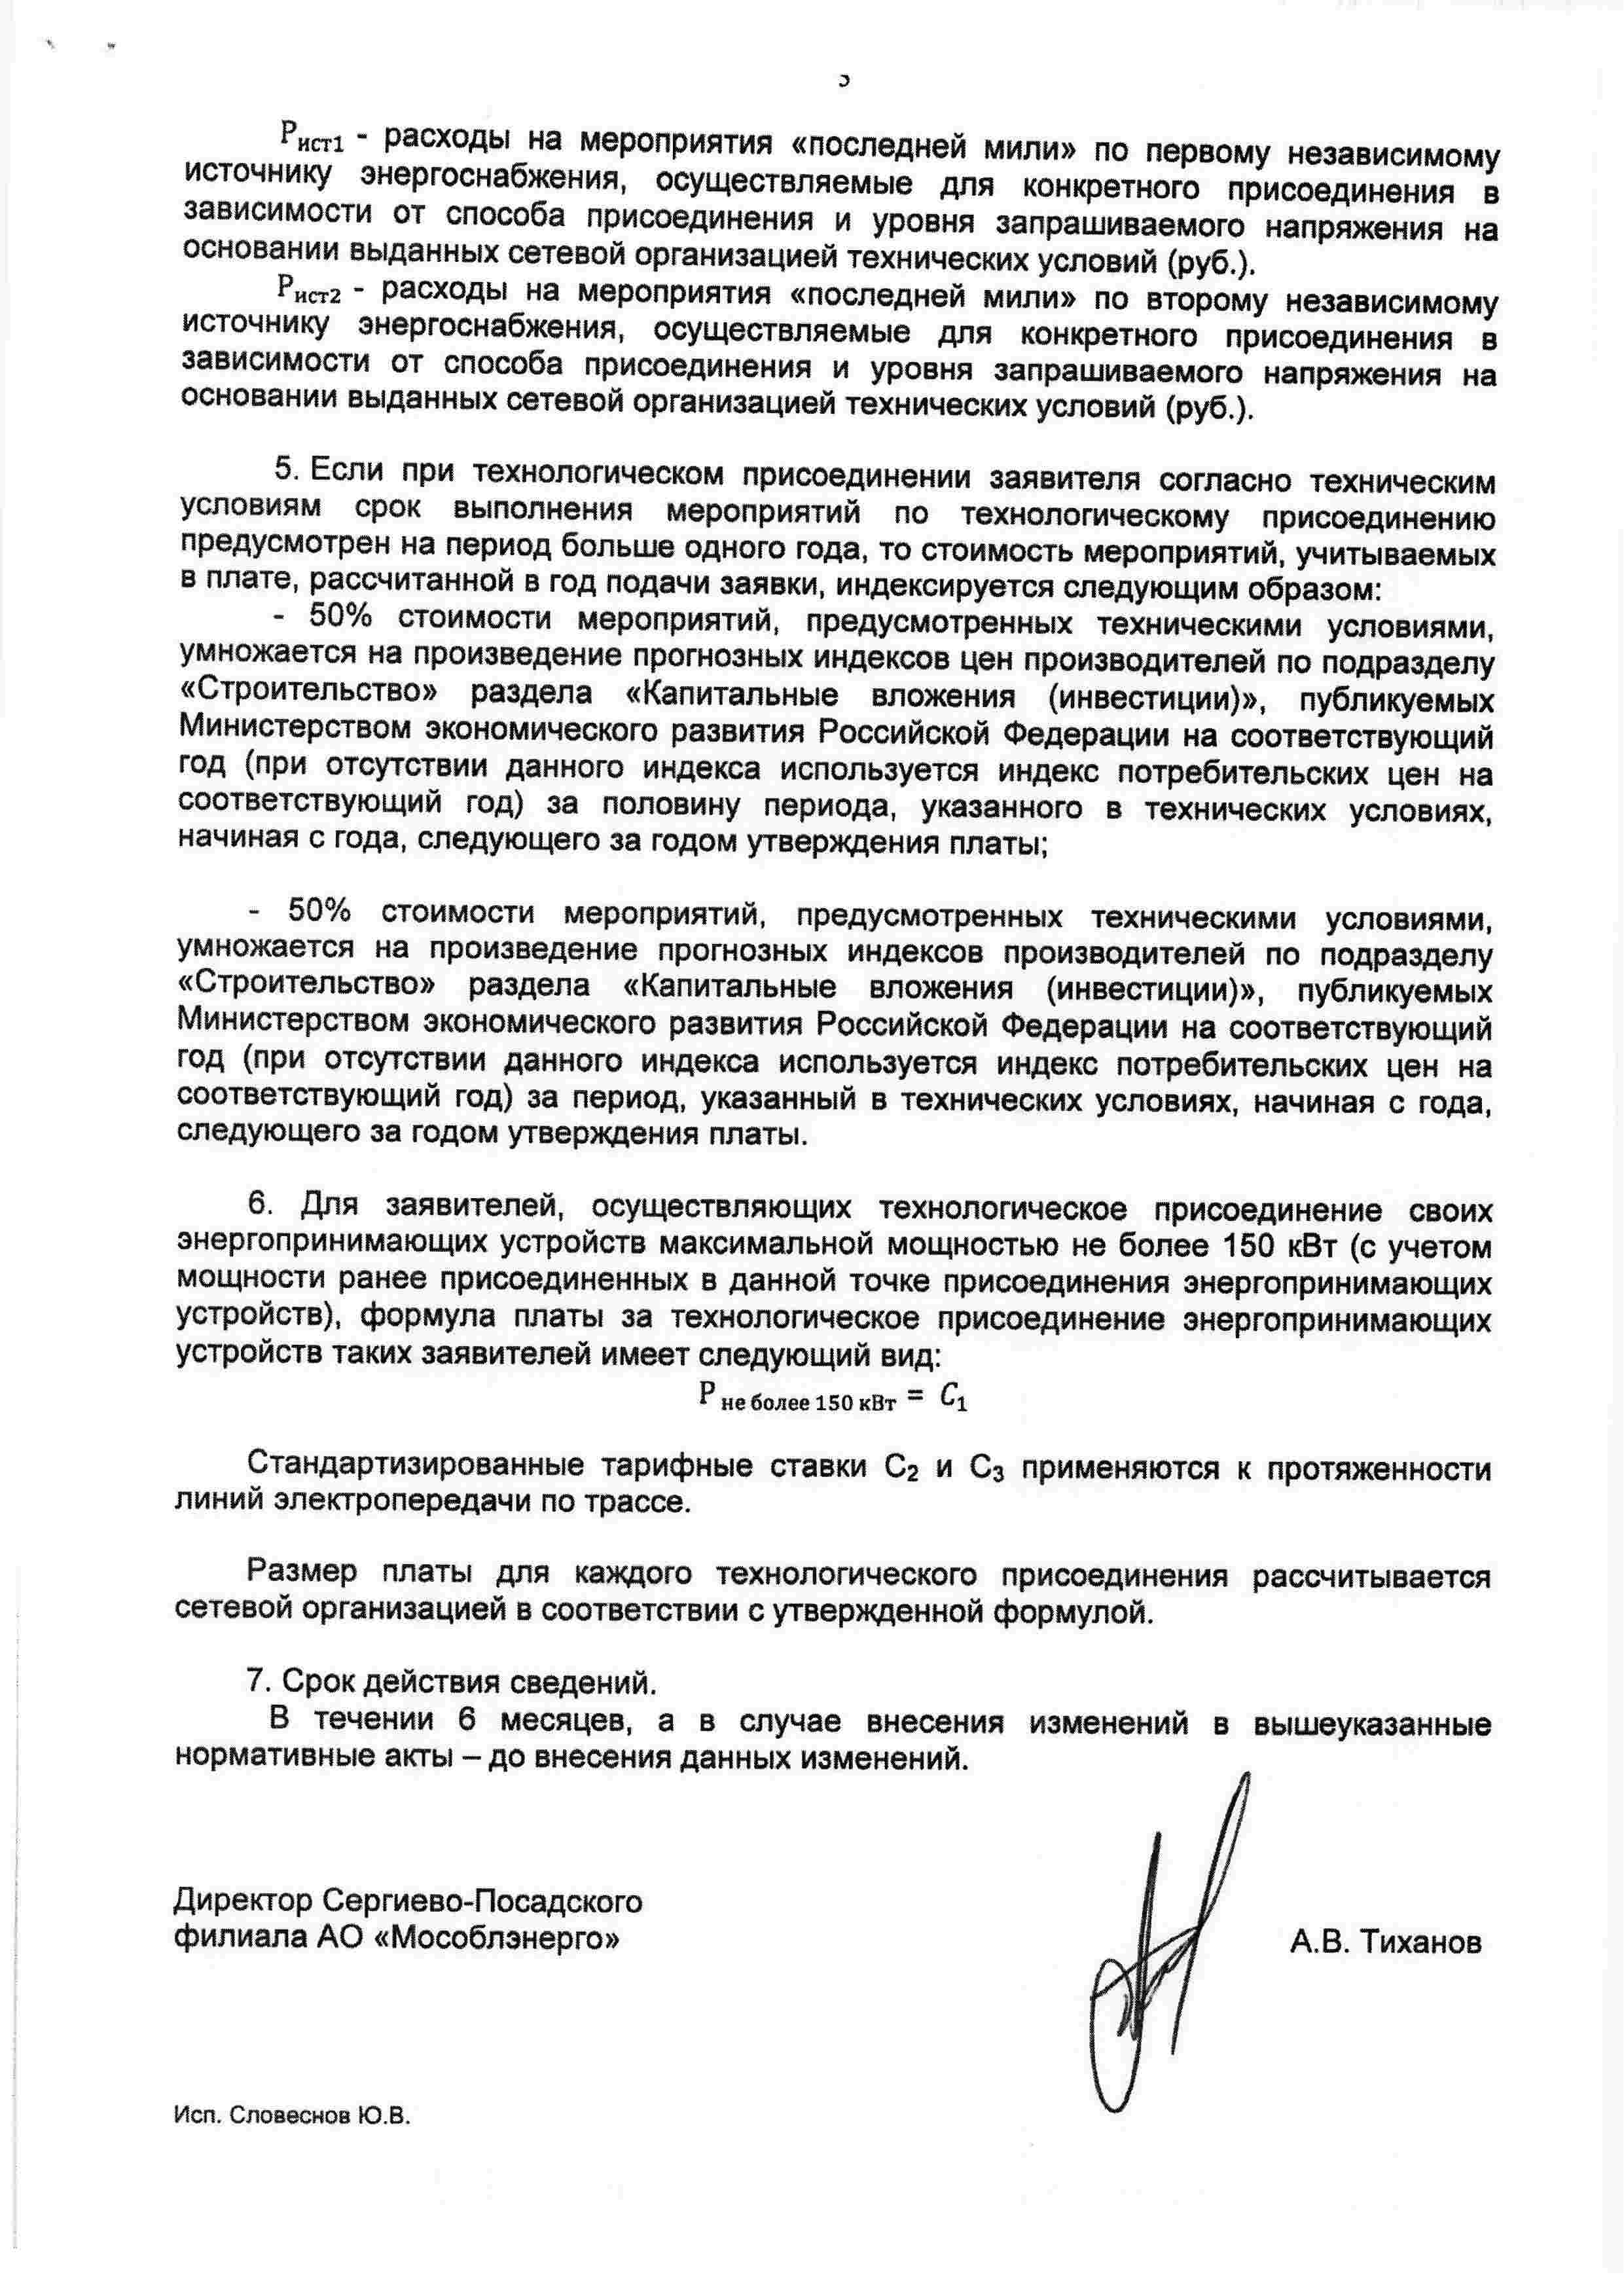 Рист1 - расходы на мероприятия «последней мили» по первому независимому
источнику энергоснабжения, осуществляемые для конкретного присоединения в
зависимости от способа присоединения и уровня запрашиваемого напряжения на
основании выданных сетевой организацией технических условий (руб.).
Рист2 - расходы на мероприятия «последней мили» по второму независимому
источнику энергоснабжения, осуществляемые для конкретного присоединения в
зависимости от способа присоединения и уровня запрашиваемого напряжения на
основании выданных сетевой организацией технических условий (руб.).
5. Если при технологическом присоединении заявителя согласно техническим
условиям срок выполнения мероприятий по технологическому присоединению
предусмотрен на период больше одного года, то стоимость мероприятий, учитываемых
в плате, рассчитанной в год подачи заявки, индексируется следующим образом:
- 50% стоимости мероприятий, предусмотренных техническими условиями,
умножается на произведение прогнозных индексов цен производителей по подразделу
«Строительство» раздела «Капитальные вложения (инвестиции)», публикуемых
Министерством экономического развития Российской Федерации на соответствующий
год (при отсутствии данного индекса используется индекс потребительских цен на
соответствующий год) за половину периода, указанного в технических условиях,
начиная с года, следующего за годом утверждения платы;
- 50% стоимости мероприятий, предусмотренных техническими условиями,
умножается на произведение прогнозных индексов производителей по подразделу
«Строительство» раздела «Капитальные вложения (инвестиции)», публикуемых
Министерством экономического развития Российской Федерации на соответствующий
год (при отсутствии данного индекса используется индекс потребительских цен на
соответствующий год) за период, указанный в технических условиях, начиная с года,
следующего за годом утверждения платы.
6. Для заявителей, осуществляющих технологическое присоединение своих
энергопринимающих устройств максимальной мощностью не более 150 кВт (с учетом
мощности ранее присоединенных в данной точке присоединения энергопринимающих
устройств), формула платы за технологическое присоединение энергопринимающих
устройств таких заявителей имеет следующий вид:
Р не более 150 кВт = C1
Стандартизированные тарифные ставки С2 и С3 применяются к протяженности
линий электропередачи по трассе.
Размер платы для каждого технологического присоединения рассчитывается
сетевой организацией в соответствии с утвержденной формулой.
7. Срок действия сведений.
В течении 6 месяцев, а в случае внесения изменений в вышеуказанные
нормативные акты – до внесения данных изменений.
Директор Сергиево-Посадского
филиала АО «Мособлэнерго»
А.В. Тиханов
Исп. Словеснов Ю.В.